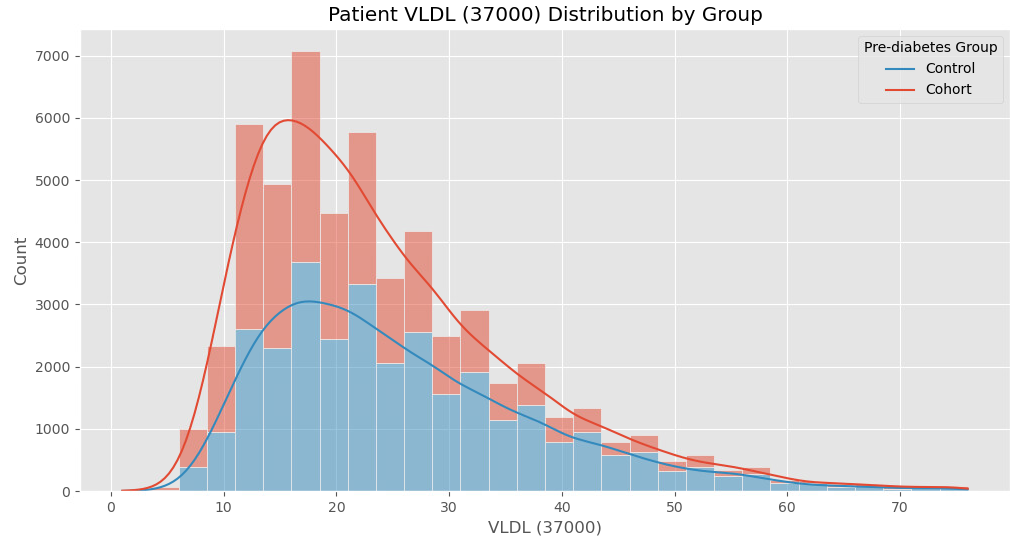 Patient VLDL (37000) Distribution by Group
Pre-diabetes Group
Control
Cohort
7000
6000
5000
4000
3000
2000
1000
0
Count
0 10 20 30 40 50 60 70
VLDL (37000)